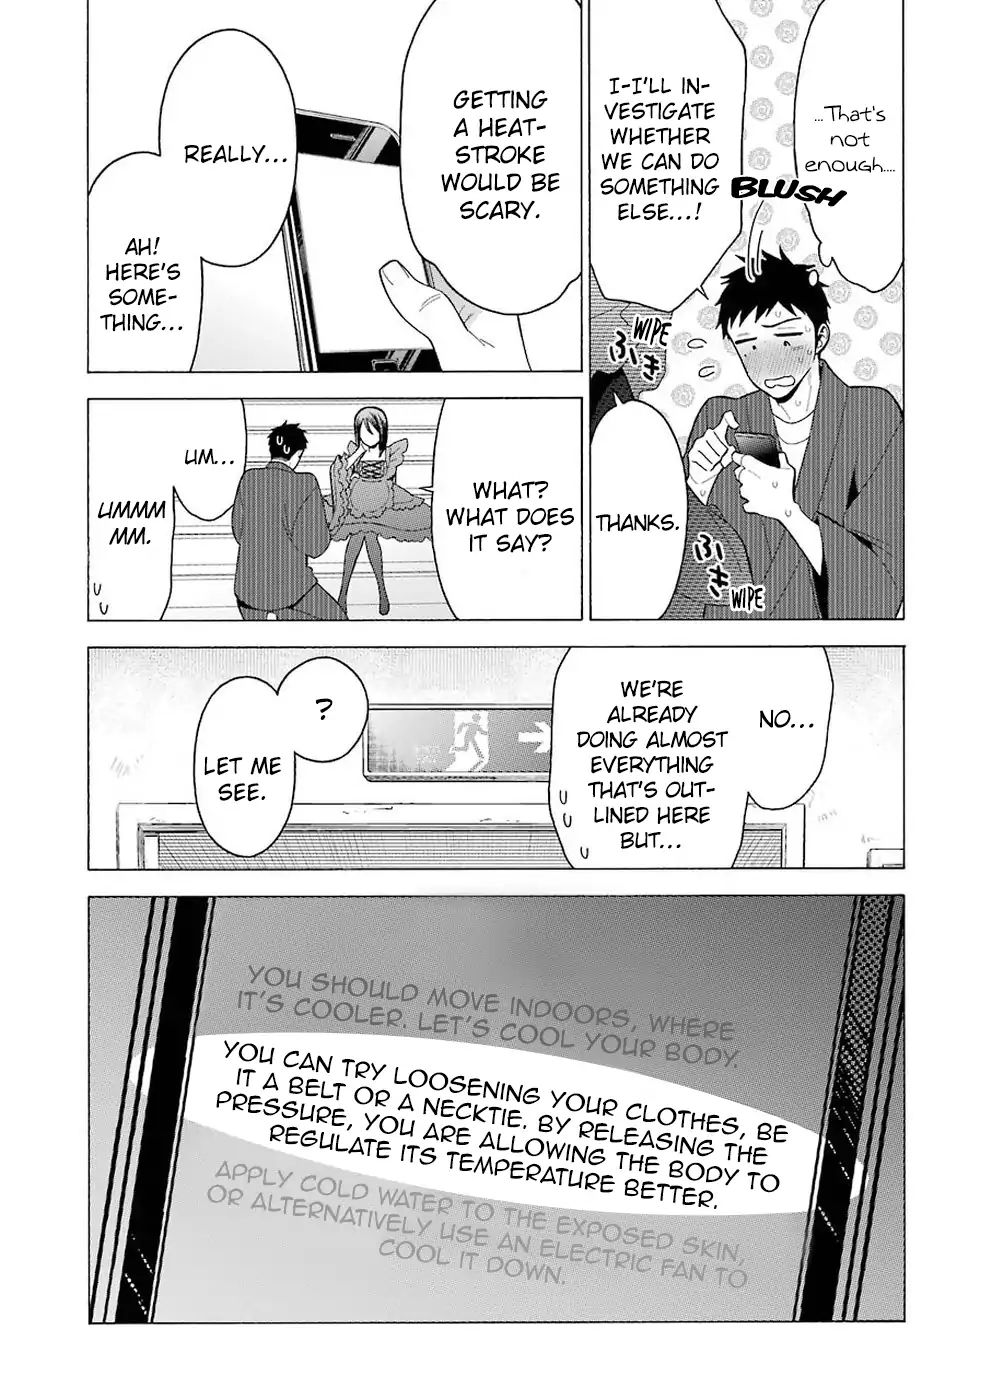 ...That's
not
enough....
BLUSH
I-I'LL IN-
VESTIGATE
WHETHER
WE CAN DO
SOMETHING
ELSE...!
WIPE
ふき
THANKS.
ふき
WIPE
GETTING
A HEAT-
STROKE
WOULD BE
SCARY.
REALLY...
AH!
HERE'S
SOME-
THING...
WHAT?
WHAT DOES
IT SAY?
UM...
UMMM
MM.
NO...
WE'RE
ALREADY
DOING ALMOST
EVERYTHING
THAT'S OUT-
LINED HERE
BUT...
?
LET ME
SEE.
YOU SHOULD MOVE INDOORS, WHERE
IT'S COOLER. LET'S COOL YOUR BODY.
YOU CAN TRY LOOSENING YOUR CLOTHES, BE
IT A BELT OR A NECKTIE. BY RELEASING THE
PRESSURE, YOU ARE ALLOWING THE BODY TO
REGULATE ITS TEMPERATURE BETTER.
APPLY COLD WATER TO THE EXPOSED SKIN,
OR ALTERNATIVELY USE AN ELECTRIC FAN TO
COOL IT DOWN.